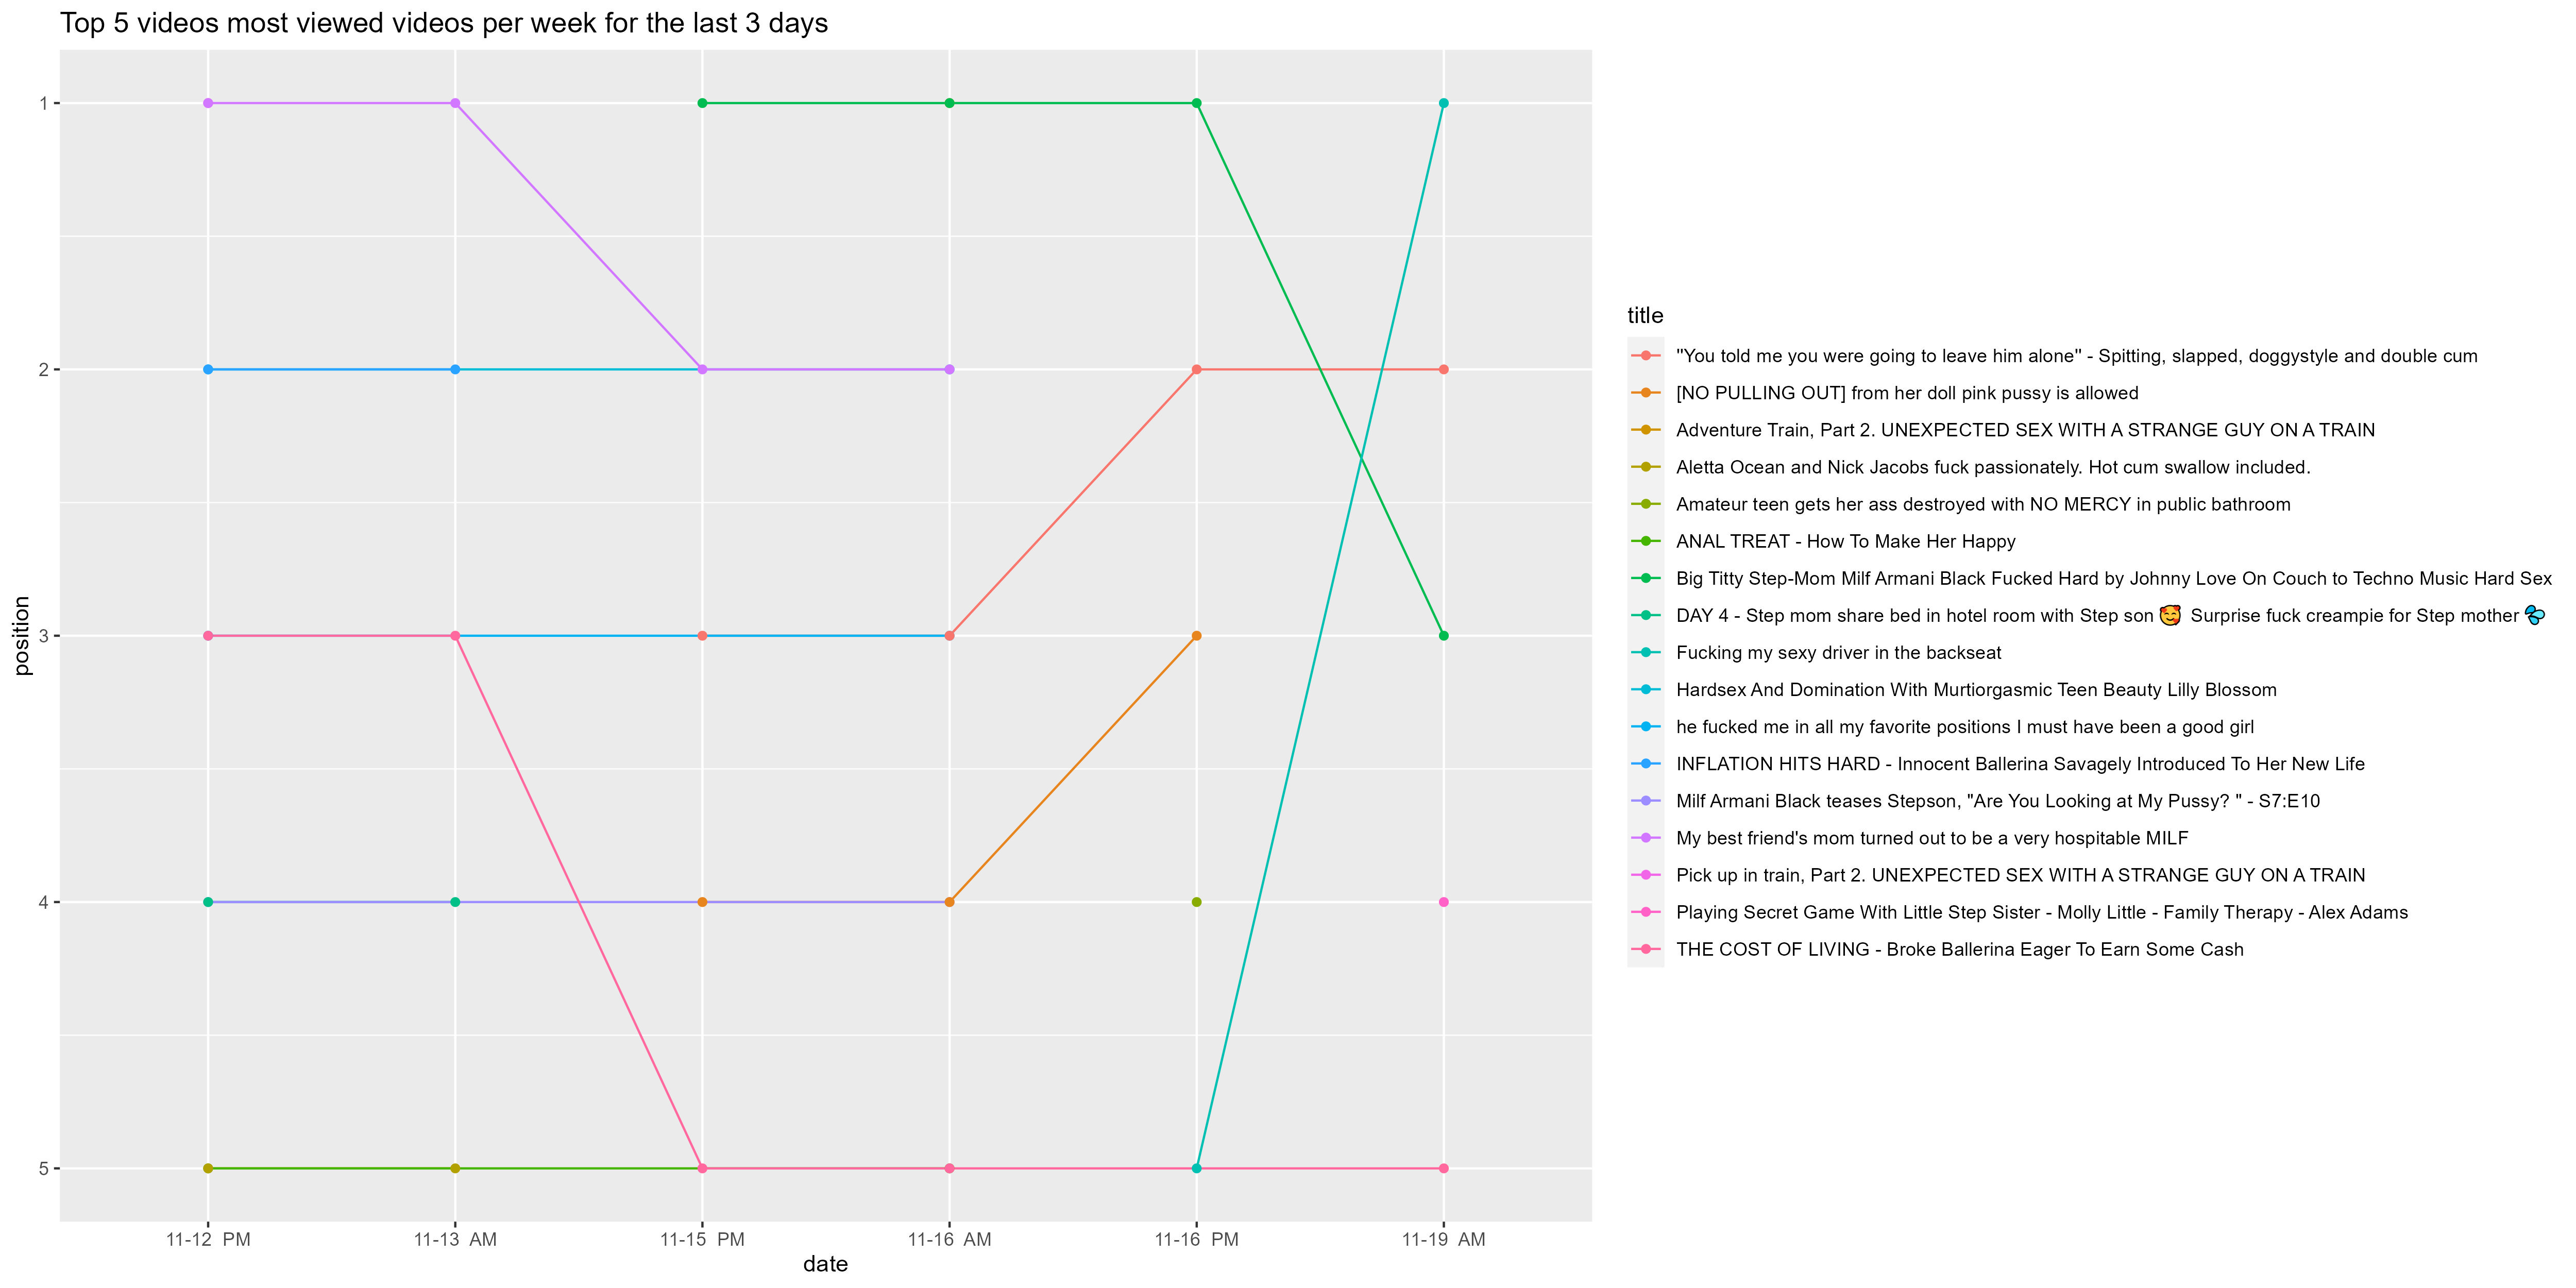 Top 5 videos most viewed videos per week for the last 3 days
1
2
3
4
5
position
11-12 PM
11-13 AM
11-15 PM
11-16 AM
11-16 PM
11-19 AM
date
title
"You told me you were going to leave him alone" - Spitting, slapped, doggystyle and double cum
[NO PULLING OUT] from her doll pink pussy is allowed
Adventure Train, Part 2. UNEXPECTED SEX WITH A STRANGE GUY ON A TRAIN
Aletta Ocean and Nick Jacobs fuck passionately. Hot cum swallow included.
Amateur teen gets her ass destroyed with NO MERCY in public bathroom
ANAL TREAT - How To Make Her Happy
Big Titty Step-Mom Milf Armani Black Fucked Hard by Johnny Love On Couch to Techno Music Hard Sex
DAY 4 - Step mom share bed in hotel room with Step son 🥰 Surprise fuck creampie for Step mother 💦
Fucking my sexy driver in the backseat
Hardsex And Domination With Murtiorgasmic Teen Beauty Lilly Blossom
he fucked me in all my favorite positions I must have been a good girl
INFLATION HITS HARD - Innocent Ballerina Savagely Introduced To Her New Life
Milf Armani Black teases Stepson, "Are You Looking at My Pussy? " - S7:E10
My best friend's mom turned out to be a very hospitable MILF
Pick up in train, Part 2. UNEXPECTED SEX WITH A STRANGE GUY ON A TRAIN
Playing Secret Game With Little Step Sister - Molly Little - Family Therapy - Alex Adams
THE COST OF LIVING - Broke Ballerina Eager To Earn Some Cash